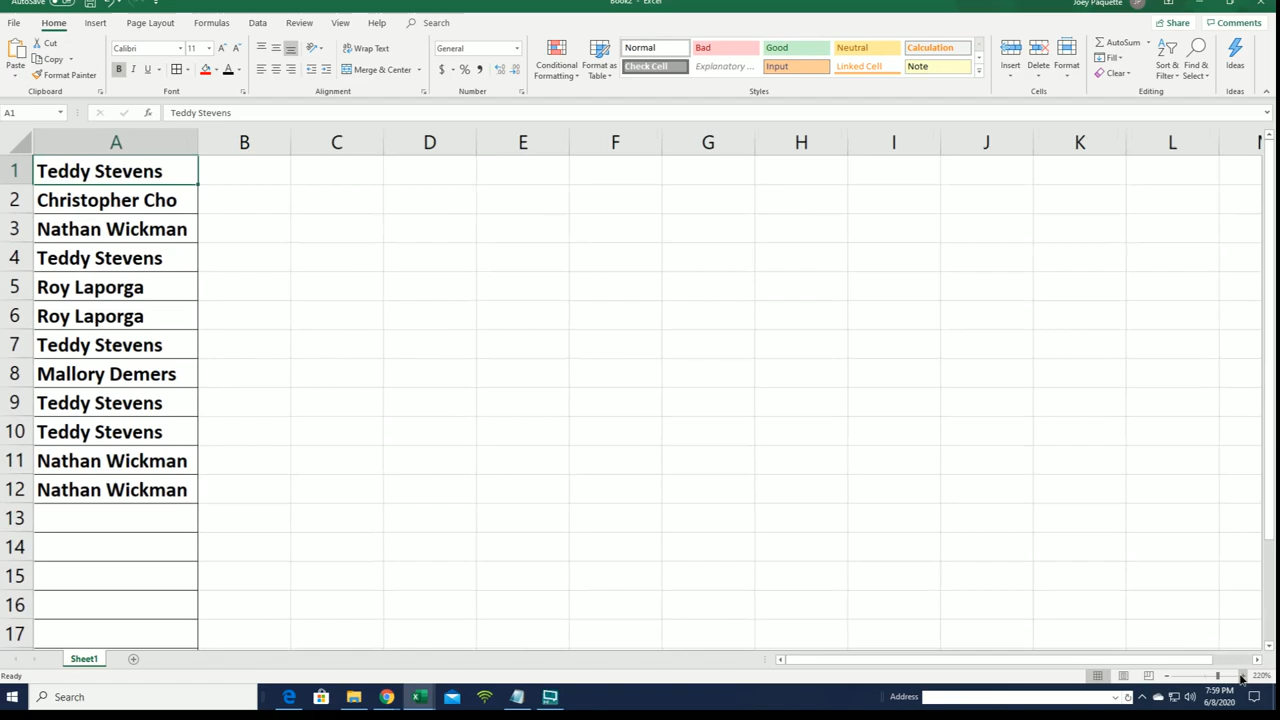 AutoSave Off Book2 - Excel Joey Paquette JP
File Home Insert Page Layout Formulas Data Review View Help Search Share Comments
Cut Calibri 11 A A Wrap Text General Normal Bad Good Neutral Calculation AutoSum
Copy Fill
Paste Format Painter B Merge & Center $ % Conditional Formatting Format as Table Check Cell Explanatory ... Input Linked Cell Note Insert Delete Format Clear Sort & Filter Find & Select Ideas
Clipboard Font Alignment Number Styles Cells Editing Ideas
A1 fx Teddy Stevens
A B C D E F G H I J K L
1 Teddy Stevens
2 Christopher Cho
3 Nathan Wickman
4 Teddy Stevens
5 Roy Laporga
6 Roy Laporga
7 Teddy Stevens
8 Mallory Demers
9 Teddy Stevens
10 Teddy Stevens
11 Nathan Wickman
12 Nathan Wickman
13
14
15
16
17
Sheet1
Ready 220%
Search Address 7:59 PM
6/8/2020